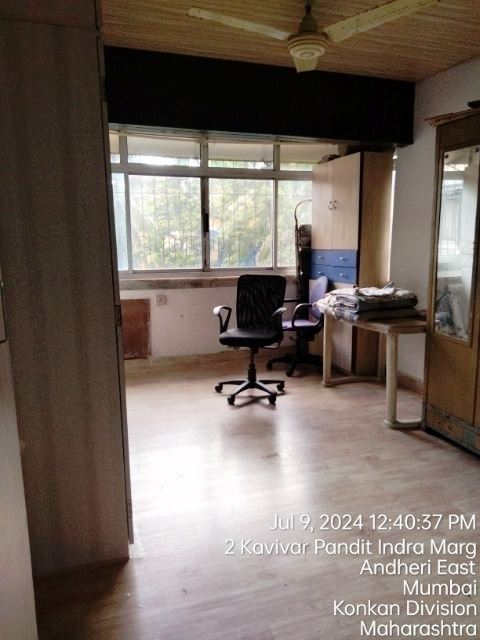 Jul 9, 2024 12:40:37 PM
2 Kavivar Pandit Indra Marg
Andheri East
Mumbai
Konkan Division
Maharashtra